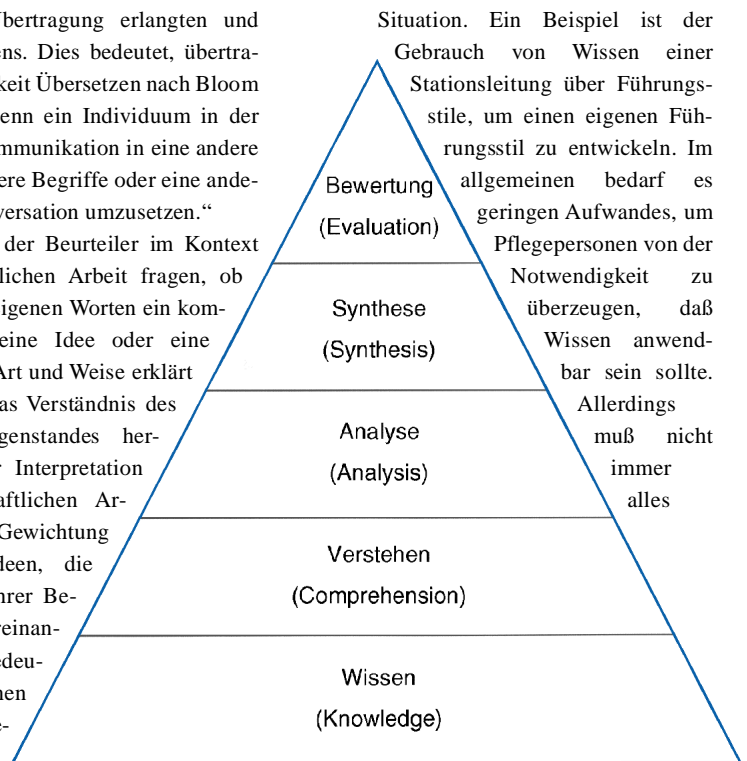 Übertragung erlangten und
ens. Dies bedeutet, übertra-
keit Übersetzen nach Bloom
enn ein Individuum in der
mmunikation in eine andere
ere Begriffe oder eine ande-
versation umzusetzen.“
der Beurteiler im Kontext
lichen Arbeit fragen, ob
eigenen Worten ein kom-
eine Idee oder eine
Art und Weise erklärt
as Verständnis des
genstandes her-
r Interpretation
aftlichen Ar-
Gewichtung
deen, die
hrer Be-
reinan-
edeu-
nen
e-
Bewertung
(Evaluation)
Synthese
(Synthesis)
Analyse
(Analysis)
Verstehen
(Comprehension)
Wissen
(Knowledge)
Situation. Ein Beispiel ist der
Gebrauch von Wissen einer
Stationsleitung über Führungs-
stile, um einen eigenen Füh-
rungsstil zu entwickeln. Im
allgemeinen bedarf es
geringen Aufwandes, um
Pflegepersonen von der
Notwendigkeit zu
überzeugen, daß
Wissen anwend-
bar sein sollte.
Allerdings
muß nicht
immer
alles